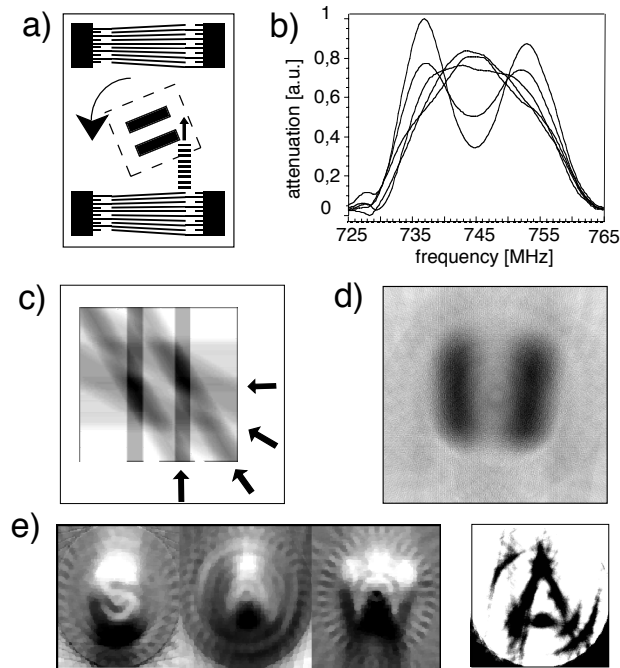 a)
b)
attenuation [a.u.]
1
0,8
0,6
0,4
0,2
0
725 735 745 755 765
frequency [MHz]
c)
d)
e)
S
A
A